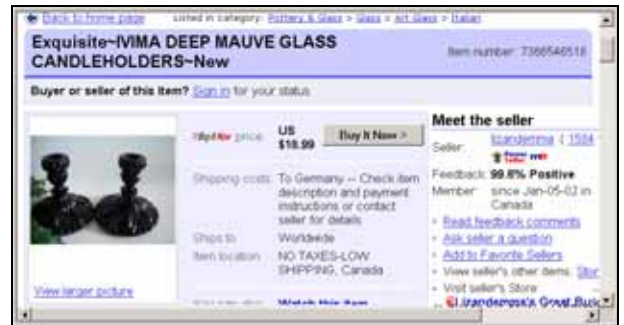 Back to home page
Listed in category: Pottery & Glass > Glass > Art Glass > Italian
Exquisite~IVIMA DEEP MAUVE GLASS
CANDLEHOLDERS~New
Item number: 7366546518
Buyer or seller of this item? Sign in for your status
View larger picture
price:
US
$18.99
Buy It Now >
Shipping costs:
To Germany -- Check item
description and payment
instructions or contact
seller for details
Ships to:
Worldwide
Item location:
NO TAXES-LOW
SHIPPING, Canada
Watch this item
Meet the seller
Seller:
Feedback: 99.8% Positive
Member:
since Jan-05-02 in
Canada
Read feedback comments
Ask seller a question
Add to Favorite Sellers
View seller's other items:
Visit seller's Store